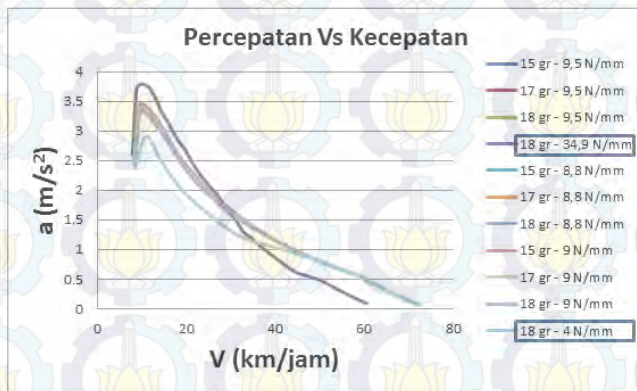 Percepatan Vs Kecepatan
a (m/s²)
4
3.5
3
2.5
2
1.5
1
0.5
0
0
20
40
60
80
V (km/jam)
15 gr - 9,5 N/mm
17 gr - 9,5 N/mm
18 gr - 9,5 N/mm
18 gr - 34,9 N/mm
15 gr - 8,8 N/mm
17 gr - 8,8 N/mm
18 gr - 8,8 N/mm
15 gr - 9 N/mm
17 gr - 9 N/mm
18 gr - 9 N/mm
18 gr - 4 N/mm